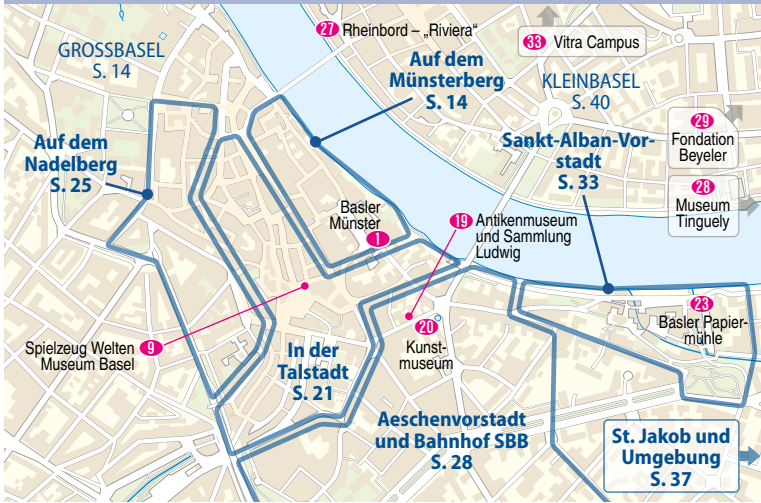 27 Rheinbord – „Riviera“
33 Vitra Campus
GROSSBASEL
S. 14
Auf dem
Münsterberg
S. 14
KLEINBASEL
S. 40
29
Fondation
Beyeler
Auf dem
Nadelberg
S. 25
Sankt-Alban-Vor-
stadt
S. 33
28
Museum
Tinguely
Basler
Münster
1
19 Antikenmuseum
und Sammlung
Ludwig
23
Basler Papier-
mühle
20
Kunst-
museum
Spielzeug Welten 9
Museum Basel
In der
Talstadt
S. 21
Aeschenvorstadt
und Bahnhof SBB
S. 28
St. Jakob und
Umgebung
S. 37